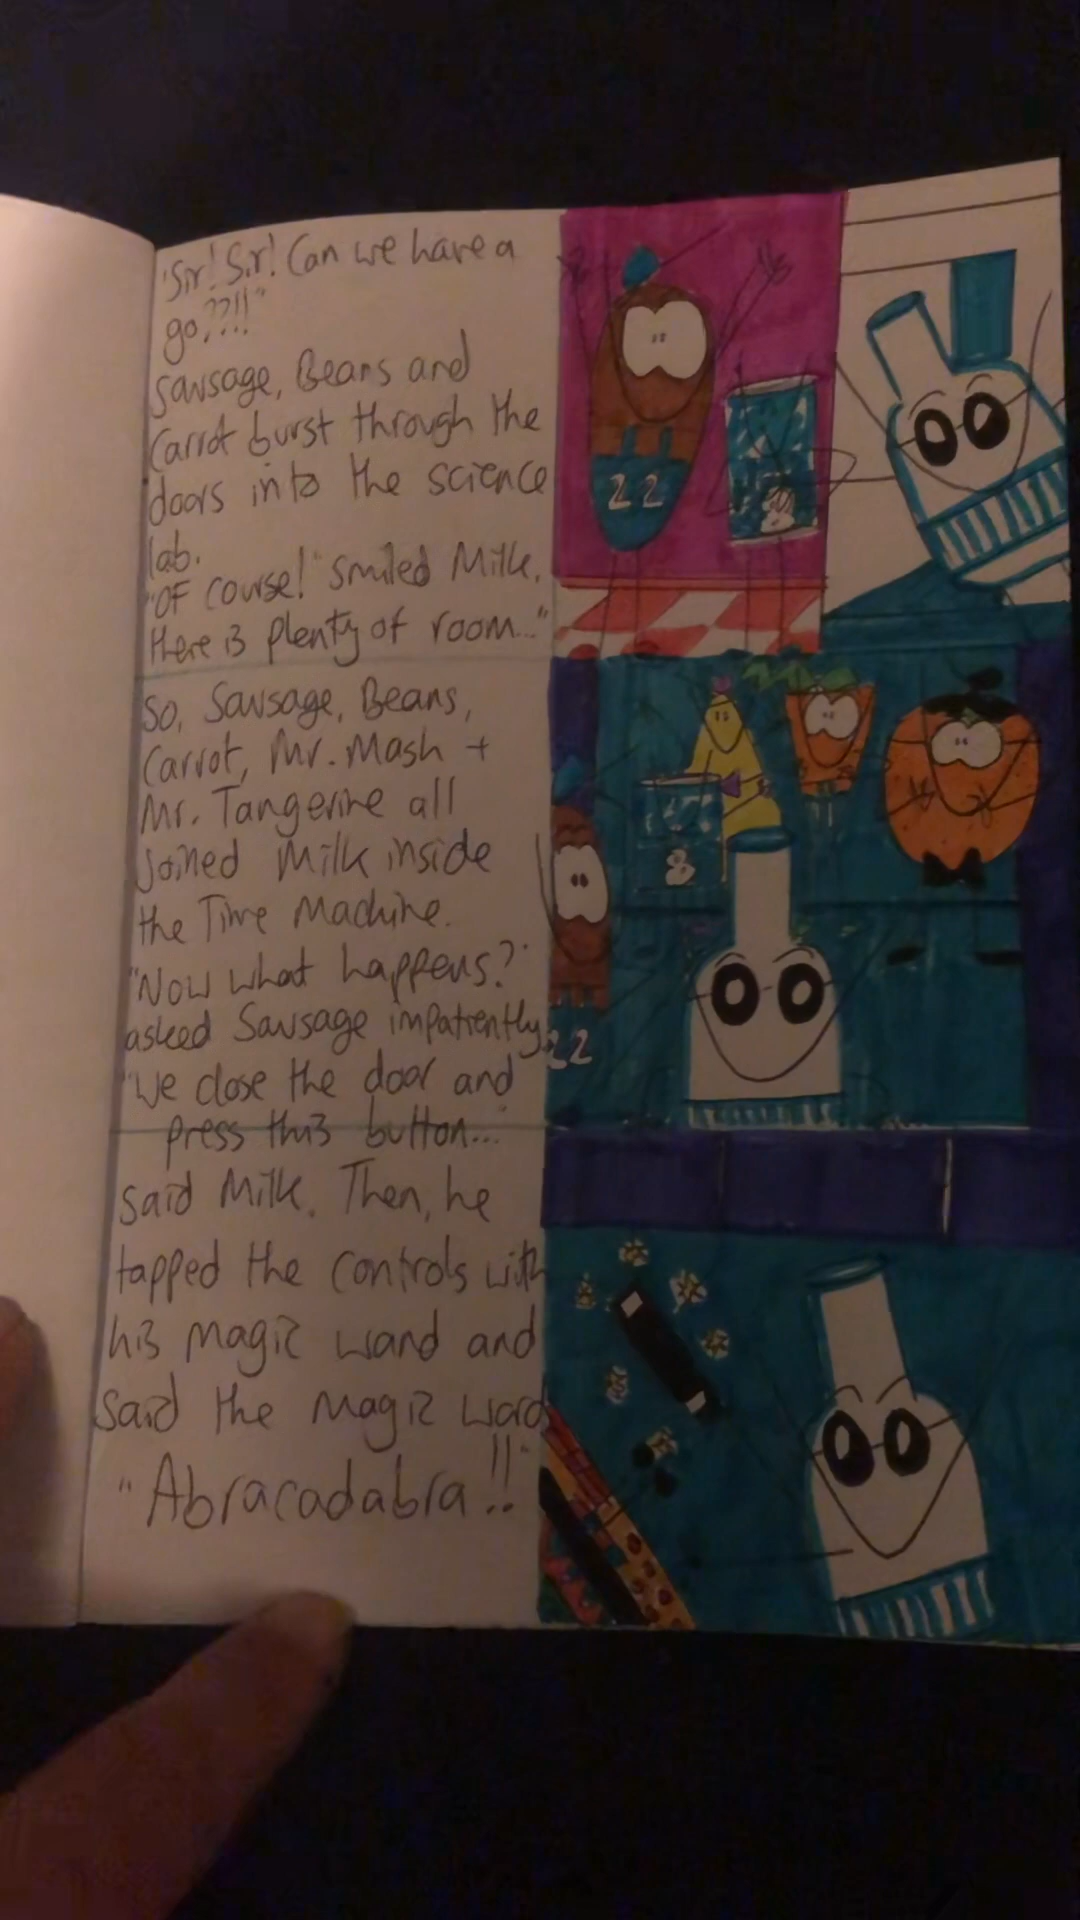 "Sir! Sir! Can we have a
go,??!!"
Sausage, Beans and
Carrot burst through the
doors into the science
lab.
"Of course!" smiled Milk.
there is plenty of room..."
So, Sausage, Beans,
Carrot, Mr. Mash +
Mr. Tangerine all
joined Milk inside
the Time Machine.
"Now what happens?"
asked Sausage impatiently.
"We close the door and
press this button..."
said Milk. Then, he
tapped the controls with
his magic wand and
said the magic word
"Abracadabra!!"
22
8
8
22